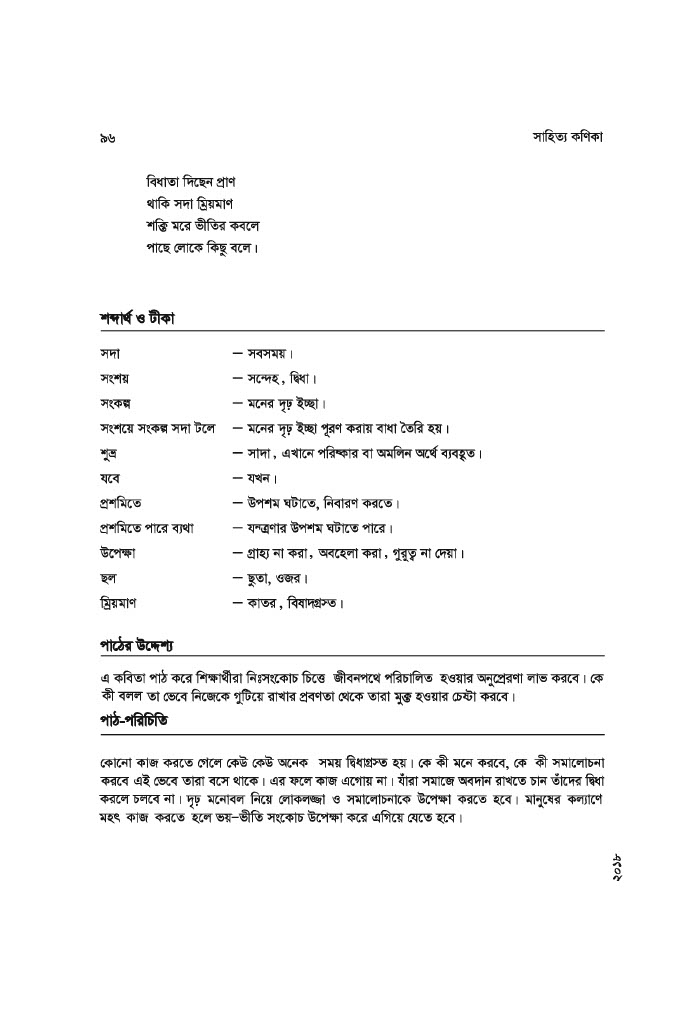 ৯৬ সাহিত্য কণিকা
বিধাতা দিছেন প্রাণ
থাকি সদা ম্রিয়মাণ
শক্তি মরে ভীতির কবলে
পাছে লোকে কিছু বলে।
শব্দার্থ ও টীকা
সদা – সবসময়।
সংশয় – সন্দেহ, দ্বিধা।
সংকল্প – মনের দৃঢ় ইচ্ছা।
সংশয়ে সংকল্প সদা টলে – মনের দৃঢ় ইচ্ছা পূরণ করায় বাধা তৈরি হয়।
শুভ্র – সাদা, এখানে পরিষ্কার বা অমলিন অর্থে ব্যবহৃত।
যবে – যখন।
প্রশমিতে – উপশম ঘটাতে, নিবারণ করতে।
প্রশমিতে পারে ব্যথা – যন্ত্রণার উপশম ঘটাতে পারে।
উপেক্ষা – গ্রাহ্য না করা, অবহেলা করা, গুরুত্ব না দেয়া।
ছল – ছুতা, ওজর।
ম্রিয়মাণ – কাতর, বিষাদগ্রস্ত।
পাঠের উদ্দেশ্য
এ কবিতা পাঠ করে শিক্ষার্থীরা নিঃসংকোচ চিত্তে জীবনপথে পরিচালিত হওয়ার অনুপ্রেরণা লাভ করবে। কে
কী বলল তা ভেবে নিজেকে গুটিয়ে রাখার প্রবণতা থেকে তারা মুক্ত হওয়ার চেষ্টা করবে।
পাঠ-পরিচিতি
কোনো কাজ করতে গেলে কেউ কেউ অনেক সময় দ্বিধাগ্রস্ত হয়। কে কী মনে করবে, কে কী সমালোচনা
করবে এই ভেবে তারা বসে থাকে। এর ফলে কাজ এগোয় না। যাঁরা সমাজে অবদান রাখতে চান তাঁদের দ্বিধা
করলে চলবে না। দৃঢ় মনোবল নিয়ে লোকলজ্জা ও সমালোচনাকে উপেক্ষা করতে হবে। মানুষের কল্যাণে
মহৎ কাজ করতে হলে ভয়-ভীতি সংকোচ উপেক্ষা করে এগিয়ে যেতে হবে।
২০১৮